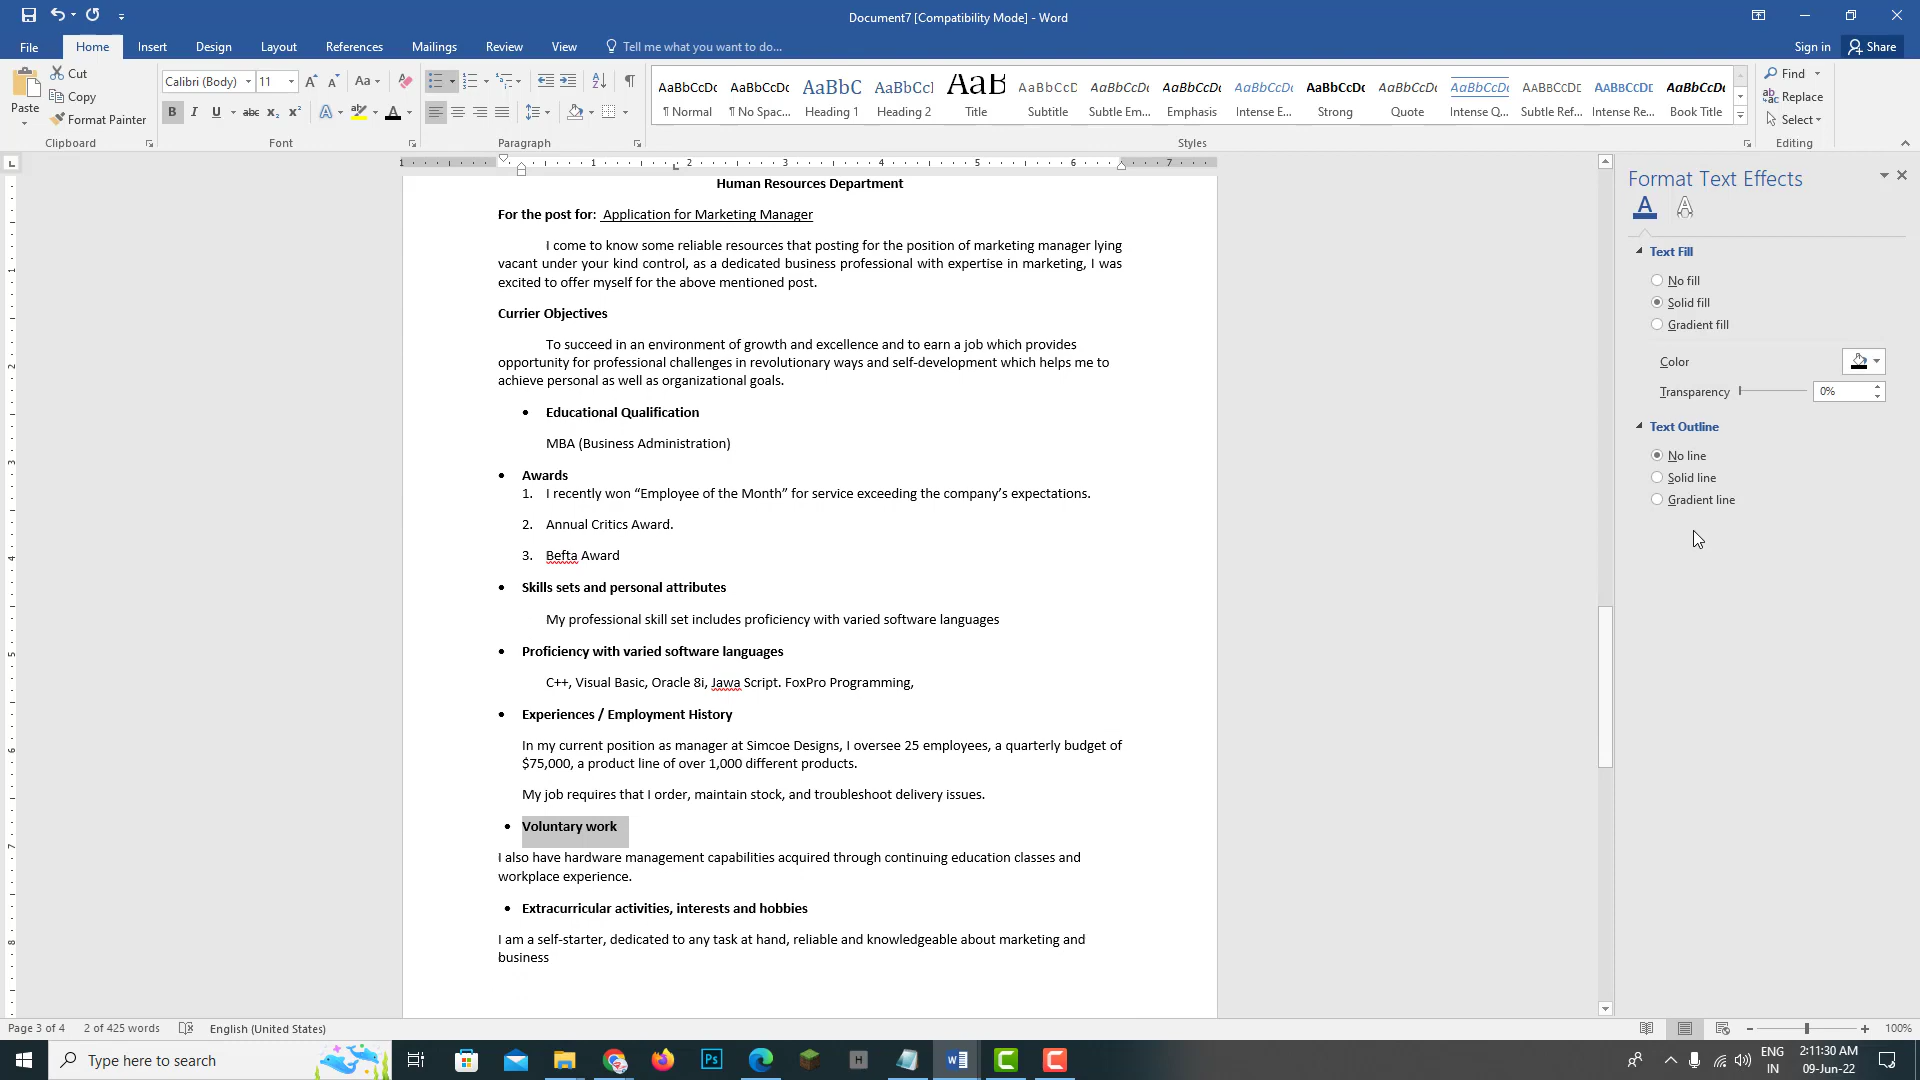 Document7 [Compatibility Mode] - Word
File Home Insert Design Layout References Mailings Review View Tell me what you want to do... Sign in Share
Paste
Cut
Copy
Format Painter
Clipboard
Calibri (Body) 11
Font
Paragraph
AaBbCcDc AaBbCcDc AaBbC AaBbCcI AaB AaBbCcD AaBbCcDc AaBbCcDc AaBbCcDc AaBbCcDc AaBbCcDc AaBbCcDc AABBCCDE AABBCCDE AaBbCcDc
¶ Normal ¶ No Spac... Heading 1 Heading 2 Title Subtitle Subtle Em... Emphasis Intense E... Strong Quote Intense Q... Subtle Ref... Intense Re... Book Title
Styles
Find
Replace
Select
Editing
1 1 2 3 4 5 6 7
Human Resources Department
For the post for: Application for Marketing Manager
I come to know some reliable resources that posting for the position of marketing manager lying
vacant under your kind control, as a dedicated business professional with expertise in marketing, I was
excited to offer myself for the above mentioned post.
Currier Objectives
To succeed in an environment of growth and excellence and to earn a job which provides
opportunity for professional challenges in revolutionary ways and self-development which helps me to
achieve personal as well as organizational goals.
• Educational Qualification
MBA (Business Administration)
• Awards
1. I recently won “Employee of the Month” for service exceeding the company’s expectations.
2. Annual Critics Award.
3. Befta Award
• Skills sets and personal attributes
My professional skill set includes proficiency with varied software languages
• Proficiency with varied software languages
C++, Visual Basic, Oracle 8i, Jawa Script. FoxPro Programming,
• Experiences / Employment History
In my current position as manager at Simcoe Designs, I oversee 25 employees, a quarterly budget of
$75,000, a product line of over 1,000 different products.
My job requires that I order, maintain stock, and troubleshoot delivery issues.
• Voluntary work
I also have hardware management capabilities acquired through continuing education classes and
workplace experience.
• Extracurricular activities, interests and hobbies
I am a self-starter, dedicated to any task at hand, reliable and knowledgeable about marketing and
business
Format Text Effects
Text Fill
No fill
Solid fill
Gradient fill
Color
Transparency 0%
Text Outline
No line
Solid line
Gradient line
Page 3 of 4 2 of 425 words English (United States) 100%
Type here to search
ENG
IN
2:11:30 AM
09-Jun-22